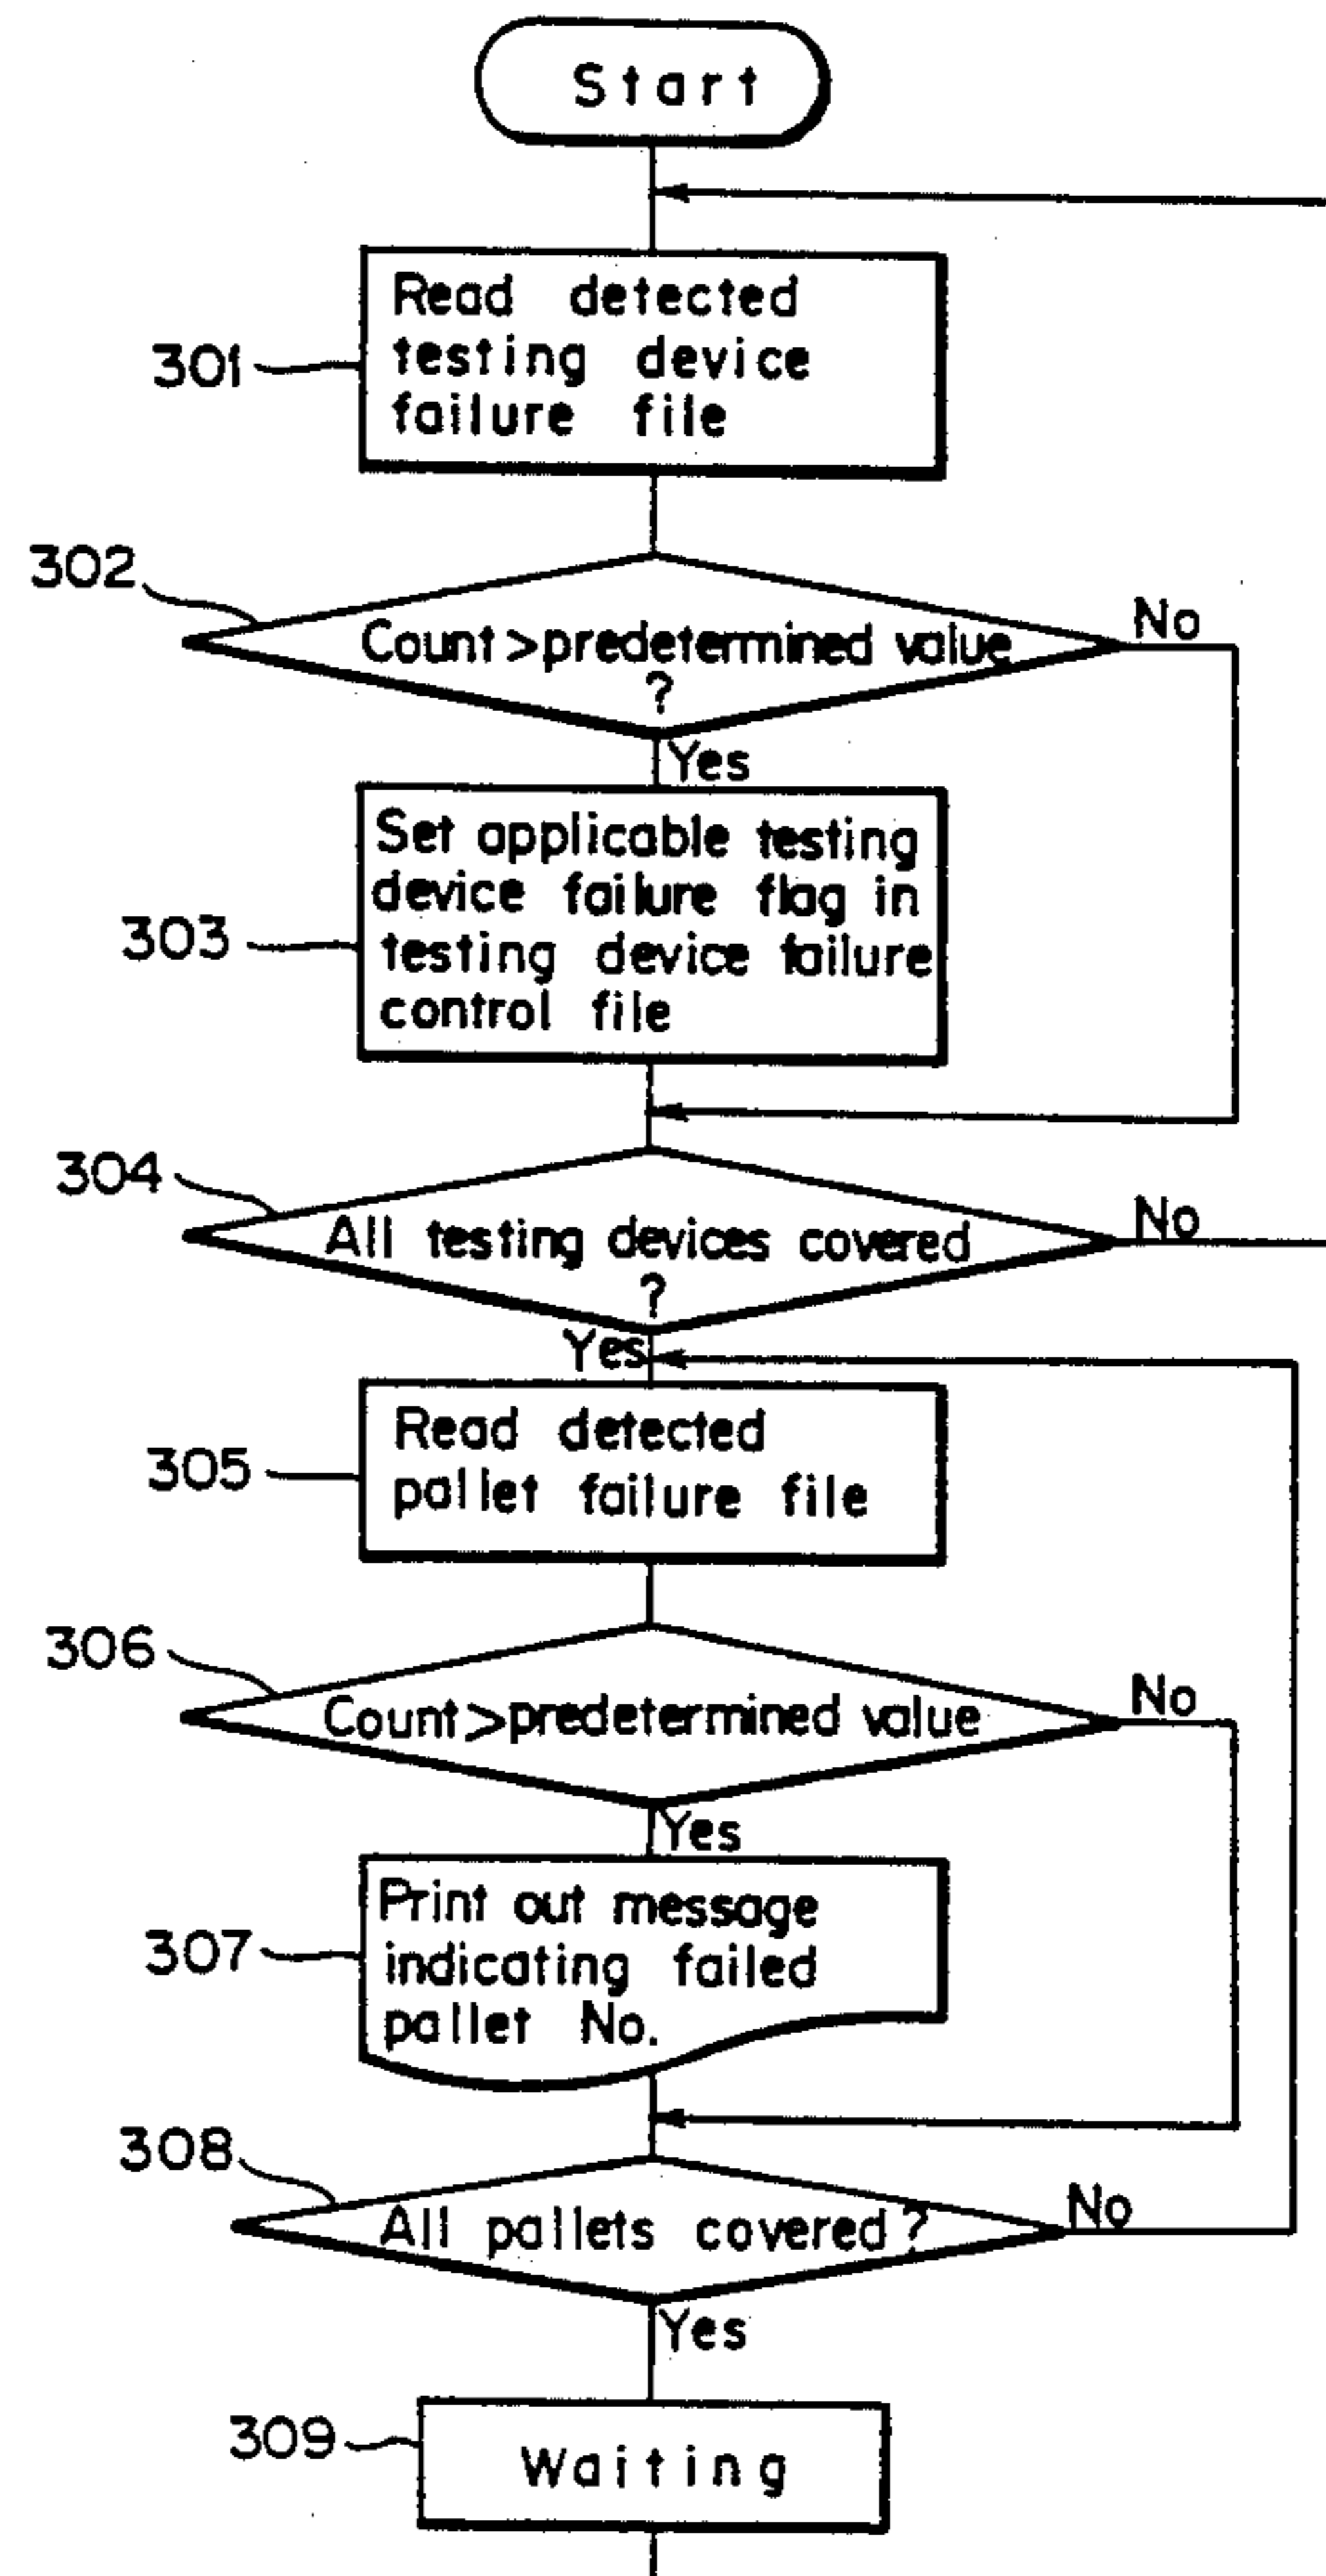 Start
301
Read detected
testing device
failure file
302
Count>predetermined value
?
No
Yes
303
Set applicable testing
device failure flag in
testing device failure
control file
304
All testing devices covered
?
No
Yes
305
Read detected
pallet failure file
306
Count>predetermined value
No
Yes
307
Print out message
indicating failed
pallet No.
308
All pallets covered?
No
Yes
309
Waiting